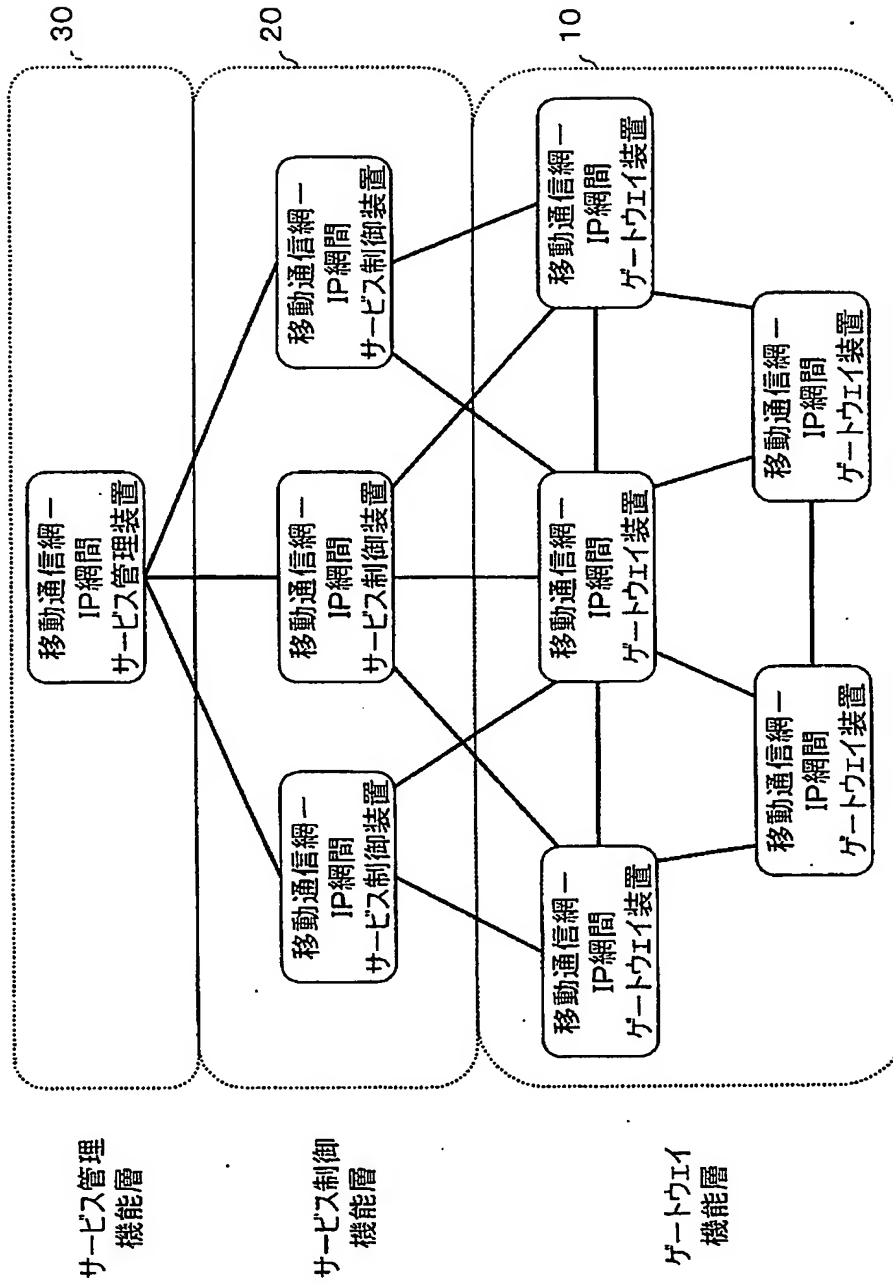 サービス管理
機能層
移動通信網ー
IP網間
サービス管理装置
30
サービス制御
機能層
移動通信網ー
IP網間
サービス制御装置
移動通信網ー
IP網間
サービス制御装置
移動通信網ー
IP網間
サービス制御装置
20
ゲートウェイ
機能層
移動通信網ー
IP網間
ゲートウェイ装置
移動通信網ー
IP網間
ゲートウェイ装置
移動通信網ー
IP網間
ゲートウェイ装置
10
移動通信網ー
IP網間
ゲートウェイ装置
移動通信網ー
IP網間
ゲートウェイ装置